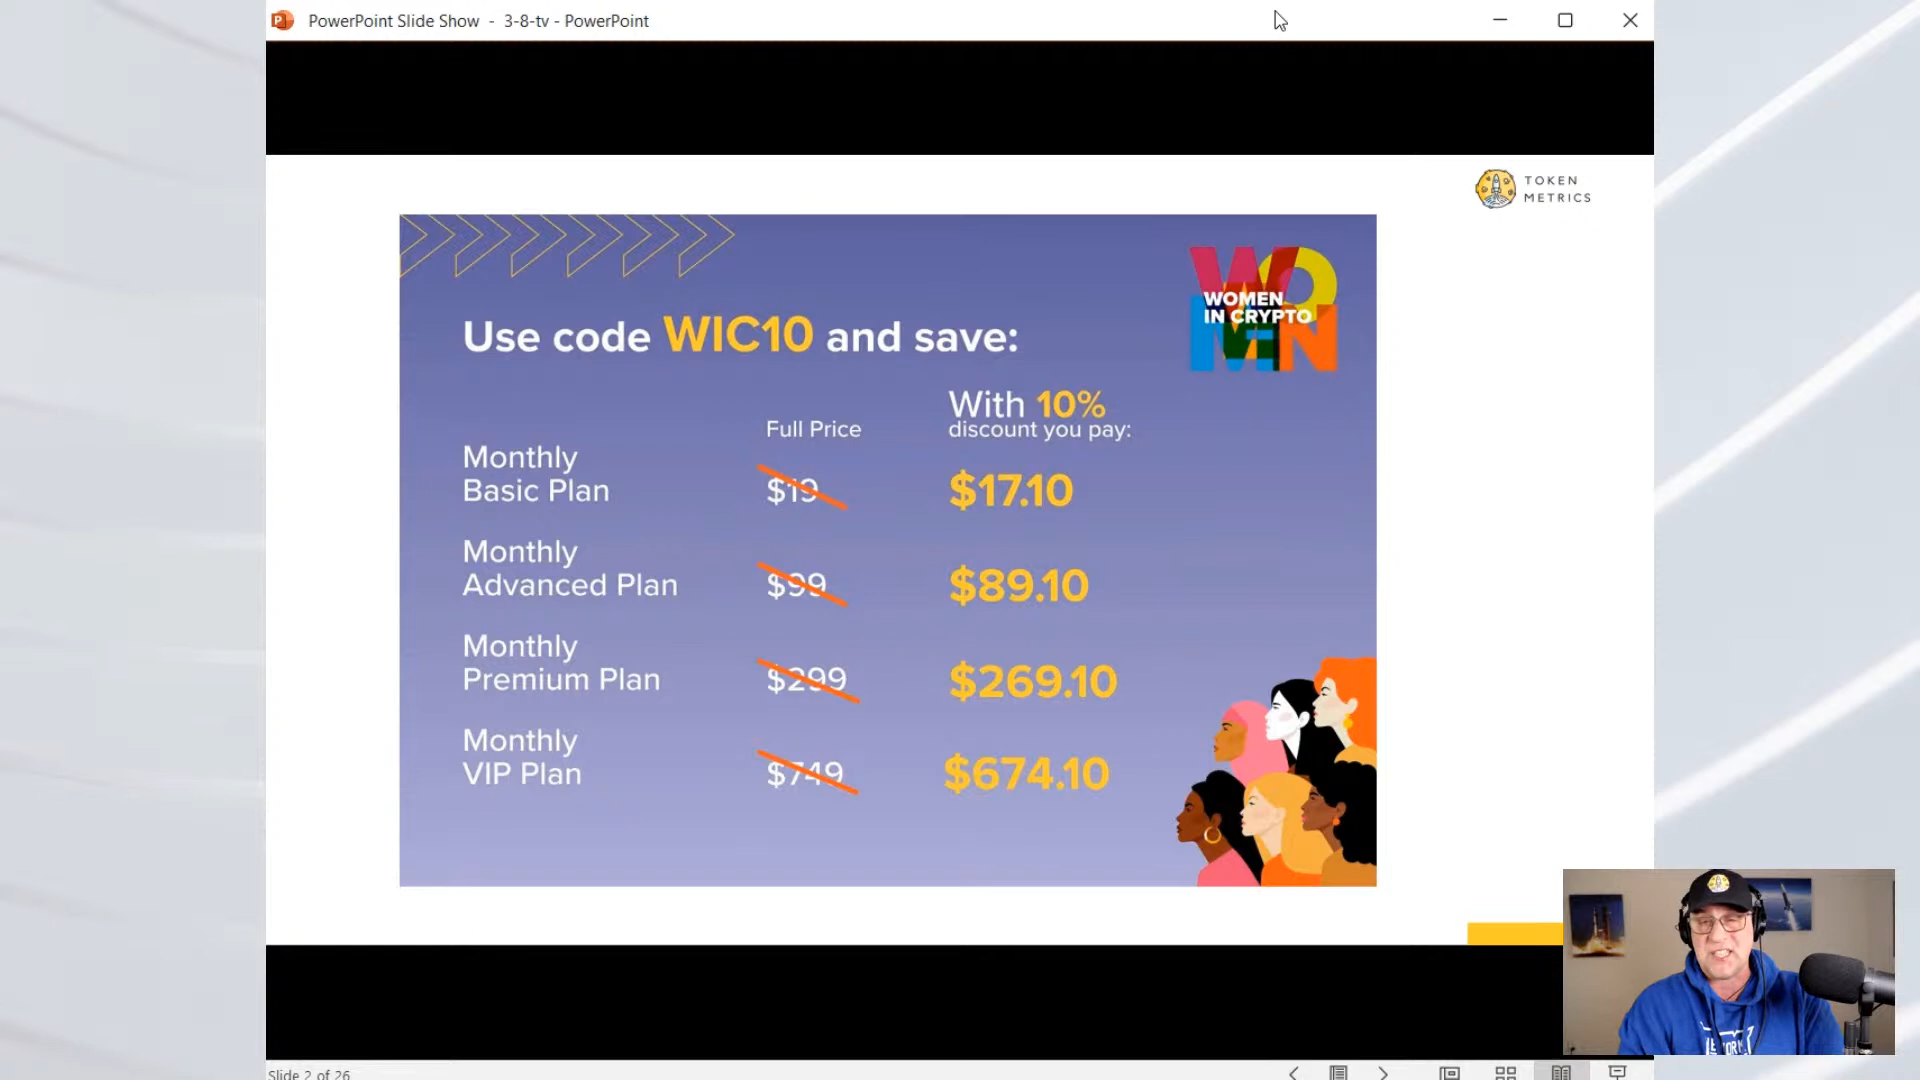 PowerPoint Slide Show - 3-8-tv - PowerPoint
TOKEN
METRICS
WOMEN
WOMEN
IN CRYPTO
Use code WIC10 and save:
With 10%
Full Price
discount you pay:
Monthly
Basic Plan
$19
$17.10
Monthly
Advanced Plan
$99
$89.10
Monthly
Premium Plan
$299
$269.10
Monthly
VIP Plan
$749
$674.10
Slide 2 of 26